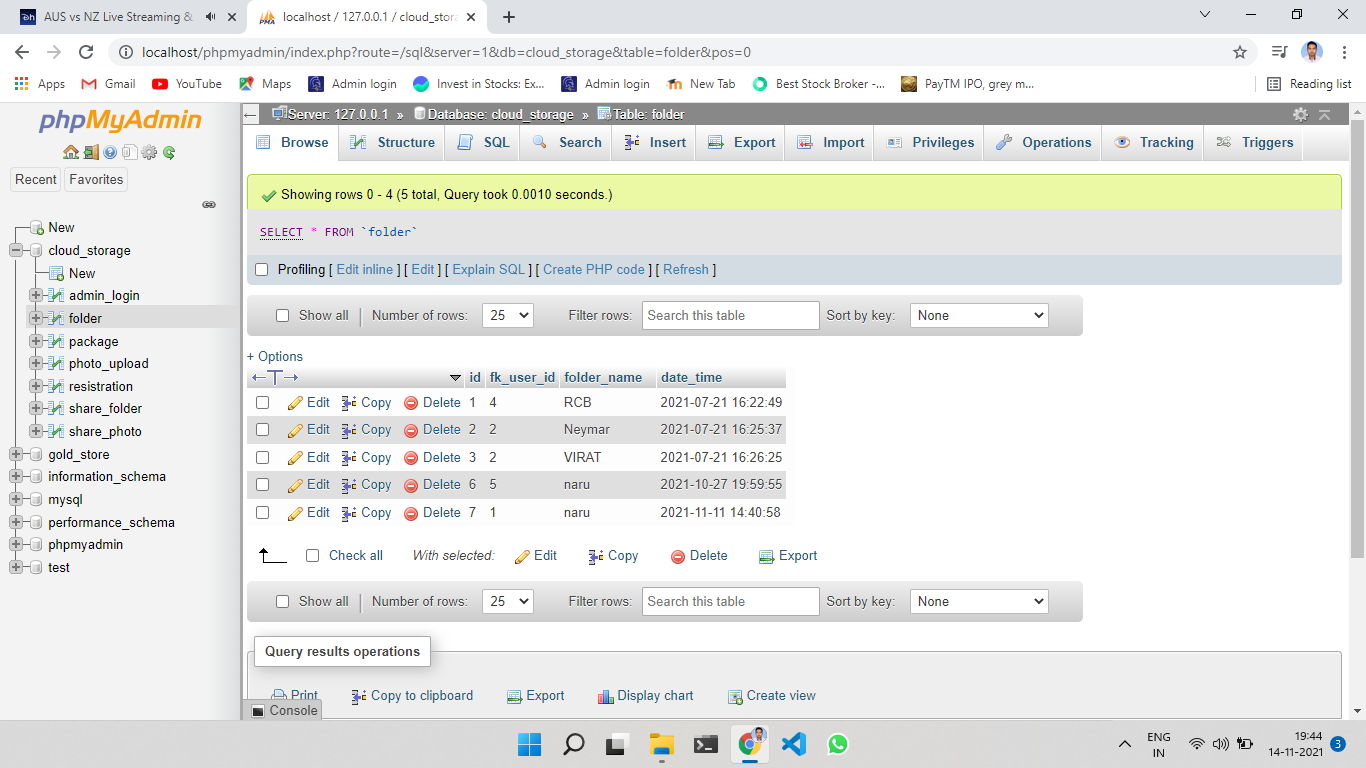 AUS vs NZ Live Streaming &
localhost / 127.0.0.1 / cloud_stora
localhost/phpmyadmin/index.php?route=/sql&server=1&db=cloud_storage&table=folder&pos=0
Apps Gmail YouTube Maps Admin login Invest in Stocks: Ex... Admin login New Tab Best Stock Broker -... PayTM IPO, grey m... Reading list
phpMyAdmin
Recent Favorites
New
cloud_storage
New
admin_login
folder
package
photo_upload
resistration
share_folder
share_photo
gold_store
information_schema
mysql
performance_schema
phpmyadmin
test
Server: 127.0.0.1 » Database: cloud_storage » Table: folder
Browse Structure SQL Search Insert Export Import Privileges Operations Tracking Triggers
Showing rows 0 - 4 (5 total, Query took 0.0010 seconds.)
SELECT * FROM `folder`
Profiling [ Edit inline ] [ Edit ] [ Explain SQL ] [ Create PHP code ] [ Refresh ]
Show all | Number of rows: 25 Filter rows: Search this table Sort by key: None
+ Options
←T→ id fk_user_id folder_name date_time
Edit Copy Delete 1 4 RCB 2021-07-21 16:22:49
Edit Copy Delete 2 2 Neymar 2021-07-21 16:25:37
Edit Copy Delete 3 2 VIRAT 2021-07-21 16:26:25
Edit Copy Delete 6 5 naru 2021-10-27 19:59:55
Edit Copy Delete 7 1 naru 2021-11-11 14:40:58
Check all With selected: Edit Copy Delete Export
Show all | Number of rows: 25 Filter rows: Search this table Sort by key: None
Query results operations
Print Copy to clipboard Export Display chart Create view
Console
ENG
IN
19:44
14-11-2021
3